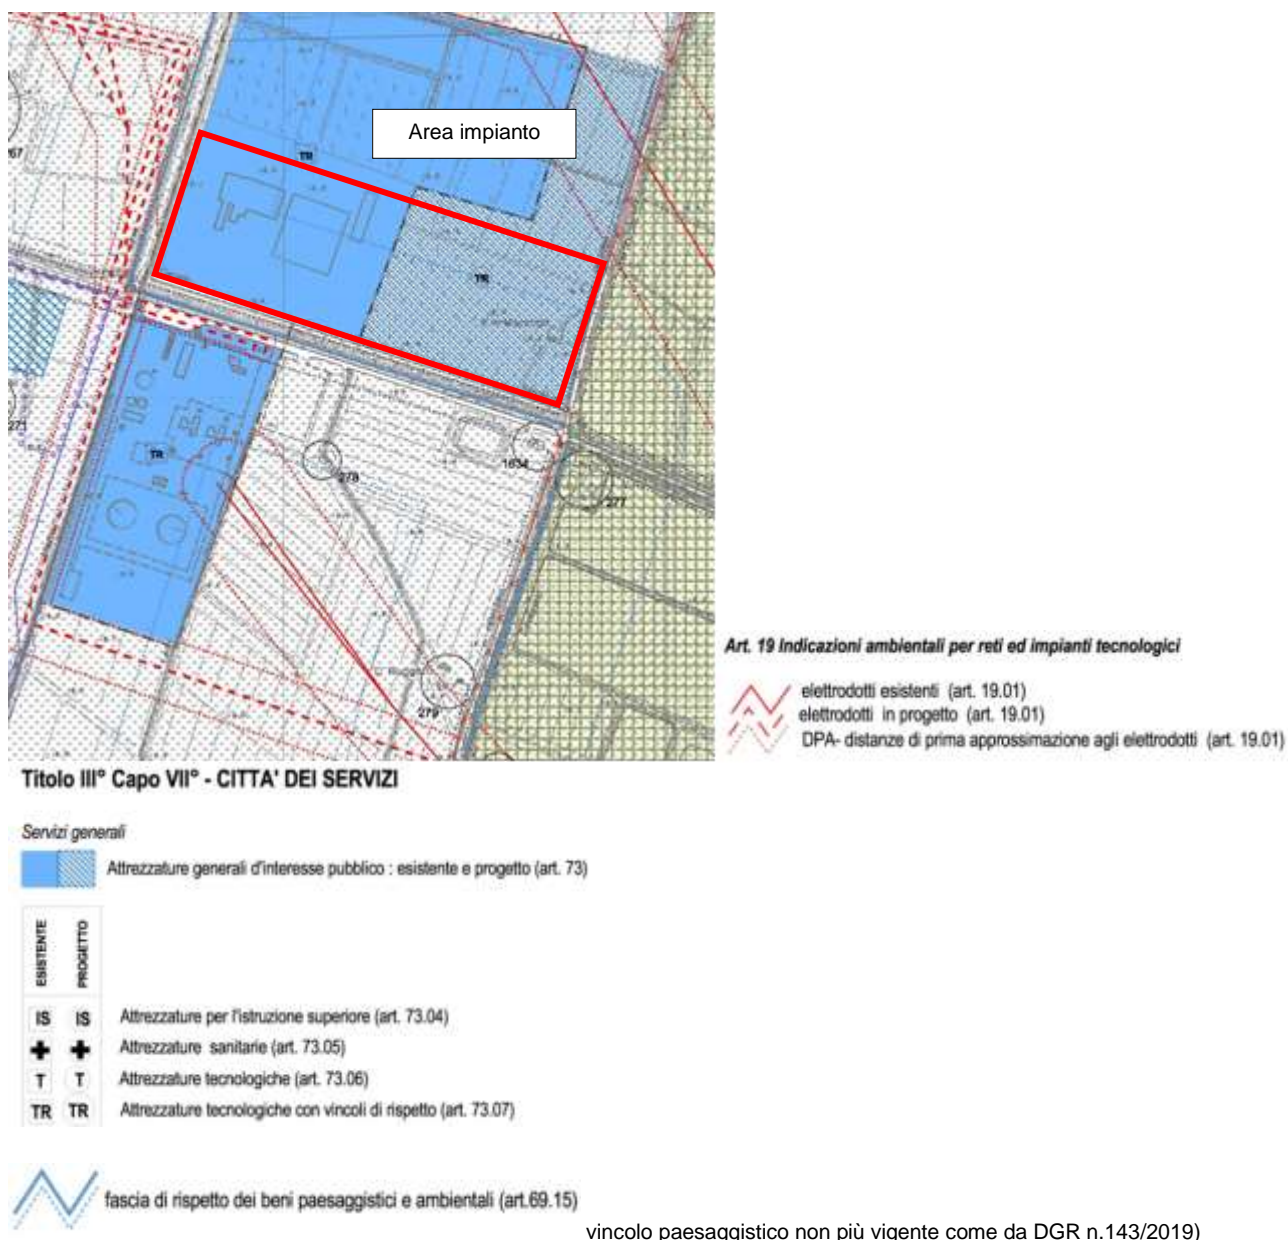 Area impianto
TR
TR
267
271
TR
278
1634
277
279
Art. 19 Indicazioni ambientali per reti ed impianti tecnologici
elettrodotti esistenti (art. 19.01)
elettrodotti in progetto (art. 19.01)
DPA- distanze di prima approssimazione agli elettrodotti (art. 19.01)
Titolo III° Capo VII° - CITTA' DEI SERVIZI
Servizi generali
Attrezzature generali d'interesse pubblico : esistente e progetto (art. 73)
ESISTENTE PROGETTO
IS IS Attrezzature per l'istruzione superiore (art. 73.04)
Attrezzature sanitarie (art. 73.05)
T T Attrezzature tecnologiche (art. 73.06)
TR TR Attrezzature tecnologiche con vincoli di rispetto (art. 73.07)
fascia di rispetto dei beni paesaggistici e ambientali (art.69.15)
vincolo paesaggistico non più vigente come da DGR n.143/2019)